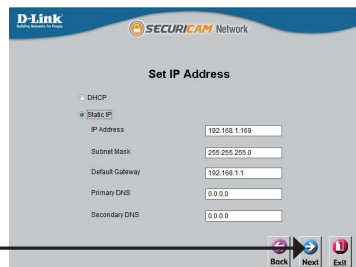 D-Link
Building Networks for People
SECURICAM Network
Set IP Address
DHCP
Static IP
IP Address 192.168.1.169
Subnet Mask 255.255.255.0
Default Gateway 192.168.1.1
Primary DNS 0.0.0.0
Secondary DNS 0.0.0.0
Back Next Exit